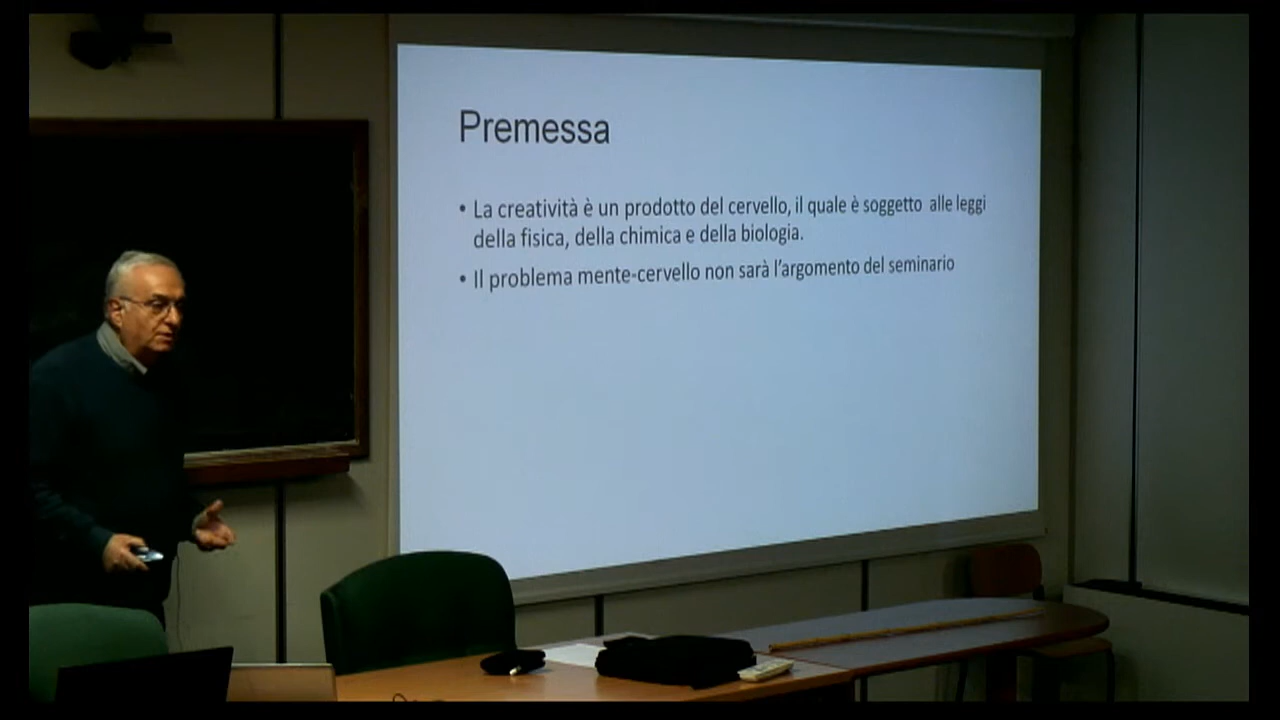 Premessa
• La creatività è un prodotto del cervello, il quale è soggetto alle leggi
della fisica, della chimica e della biologia.
• Il problema mente-cervello non sarà l’argomento del seminario